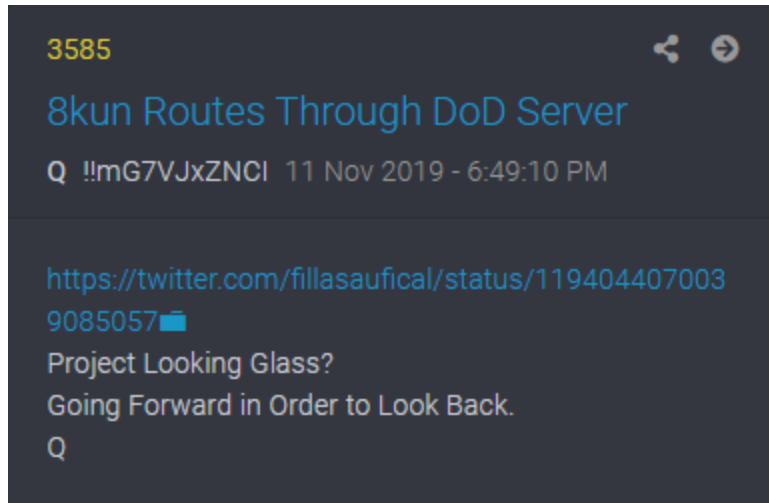 3585
8kun Routes Through DoD Server
Q !!mG7VJxZNCI 11 Nov 2019 - 6:49:10 PM
https://twitter.com/fillasaufical/status/119404407003
9085057
Project Looking Glass?
Going Forward in Order to Look Back.
Q